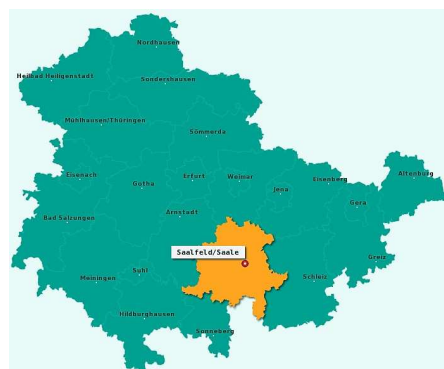 Nordhausen
Heilbad Heiligenstadt
Sondershausen
Mühlhausen/Thüringen
Sömmerda
Eisenach
Gotha
Erfurt
Weimar
Jena
Eisenberg
Altenburg
Gera
Arnstadt
Bad Salzungen
Saalfeld/Saale
Greiz
Suhl
Meiningen
Schleiz
Hildburghausen
Sonneberg